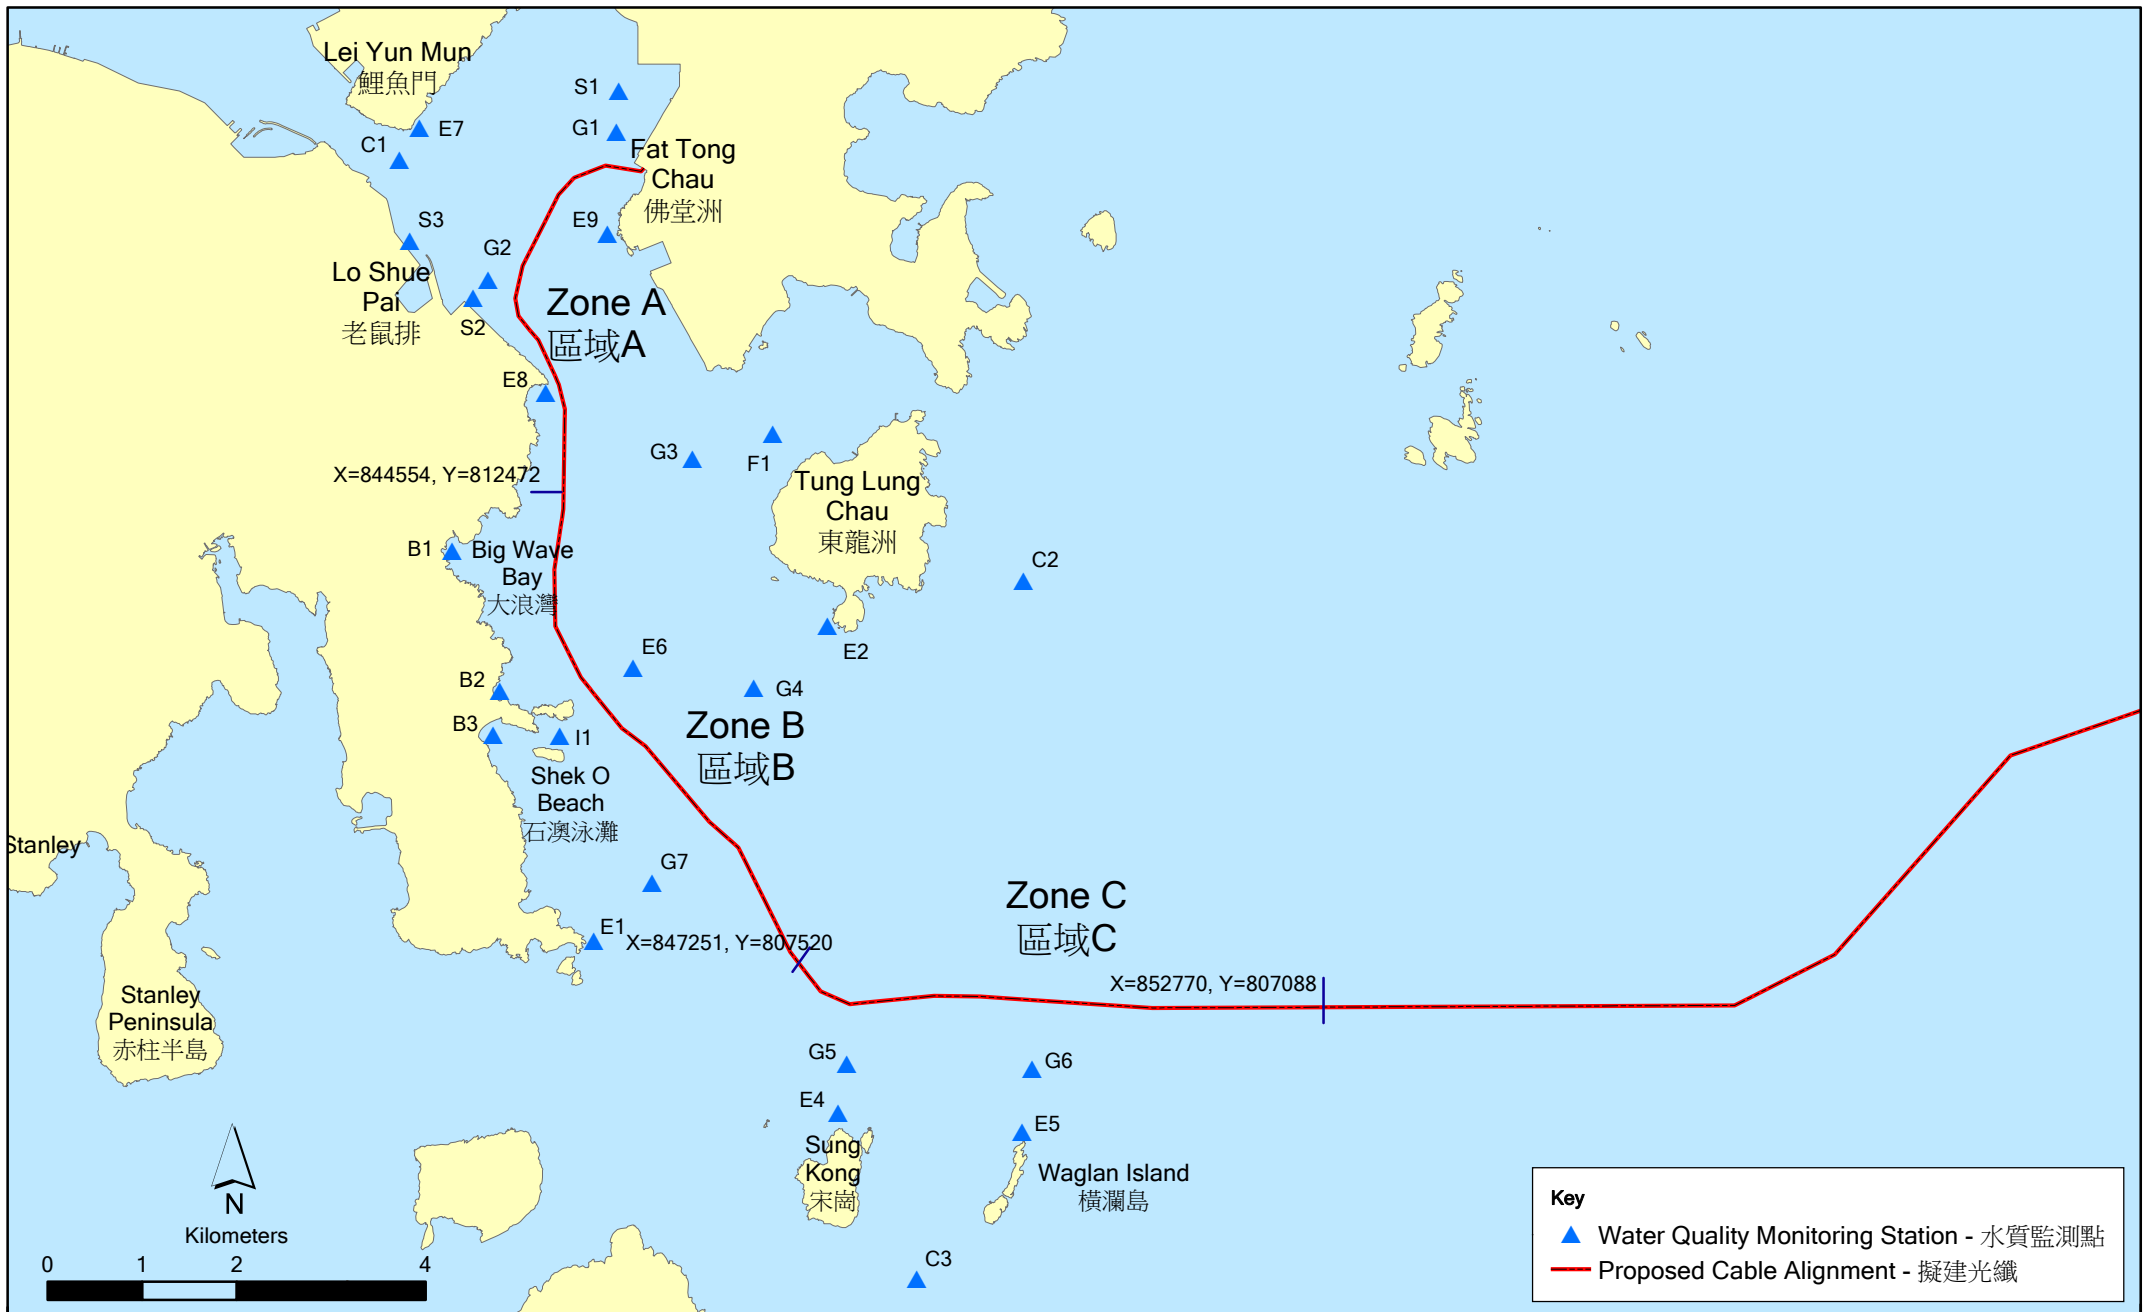 Lei Yun Mun
鯉魚門
S1
E7
G1
C1
Fat Tong
Chau
佛堂洲
S3
E9
G2
Lo Shue
Pai
老鼠排
S2
Zone A
區域A
E8
G3
F1
X=844554, Y=812472
Tung Lung
Chau
東龍洲
B1
Big Wave
Bay
大浪灣
C2
E6
E2
B2
G4
B3
I1
Zone B
區域B
Shek O
Beach
石澳泳灘
Stanley
G7
Zone C
區域C
E1
X=847251, Y=807520
X=852770, Y=807088
Stanley
Peninsula
赤柱半島
G5
G6
E4
E5
Sung
Kong
宋崗
Waglan Island
橫瀾島
N
Kilometers
0 1 2 4
C3
Key
Water Quality Monitoring Station - 水質監測點
Proposed Cable Alignment - 擬建光纖